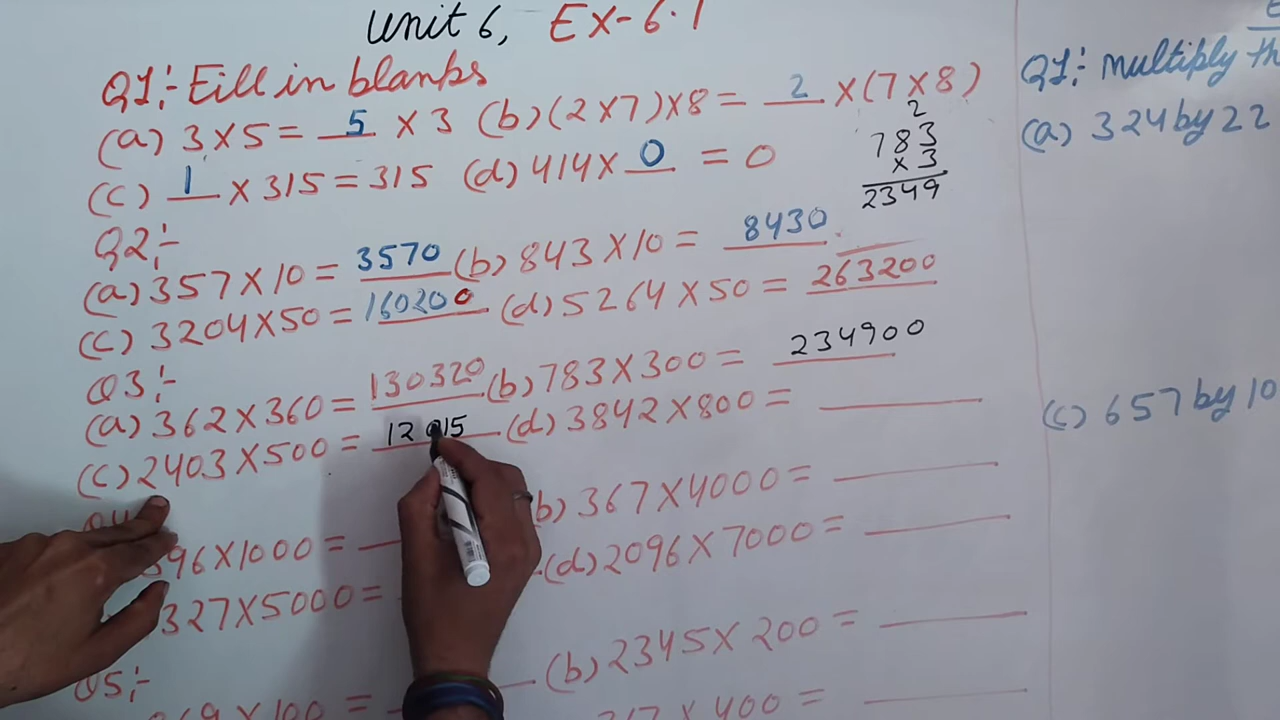 Unit 6, Ex-6.1
Q1:- Fill in blanks
(a) 3×5 = 5 ×3 (b) (2×7)×8 = 2 ×(7×8)
(c) 1 ×315 = 315 (d) 414× 0 = 0
2
783
×3
2349
Q2:-
(a) 357×10 = 3570 (b) 843×10 = 8430
(c) 3204×50 = 160200 (d) 5264×50 = 263200
Q3:-
(a) 362×360 = 130320 (b) 783×300 = 234900
(c) 2403×500 = 12015 (d) 3842×800 =
96×1000 = (b) 367×4000 =
327×5000 = (d) 2096×7000 =
Q5:-
(b) 2345×200 =
×100 = ×400 =
Q1:- multiply
(a) 324 by 22
(c) 657 by 10